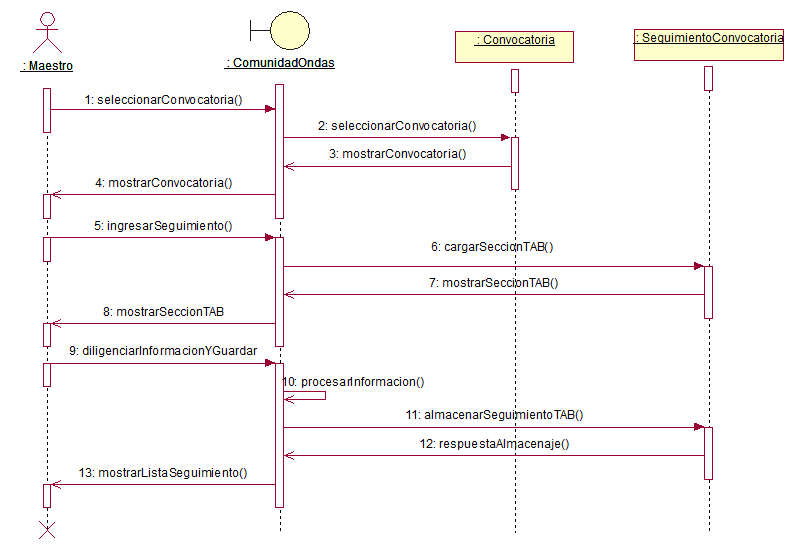 : Maestro
: ComunidadOndas
: Convocatoria
: SeguimientoConvocatoria
1: seleccionarConvocatoria()
2: seleccionarConvocatoria()
3: mostrarConvocatoria()
4: mostrarConvocatoria()
5: ingresarSeguimiento()
6: cargarSeccionTAB()
7: mostrarSeccionTAB()
8: mostrarSeccionTAB
9: diligenciarInformacionYGuardar
10: procesarInformacion()
11: almacenarSeguimientoTAB()
12: respuestaAlmacenaje()
13: mostrarListaSeguimiento()